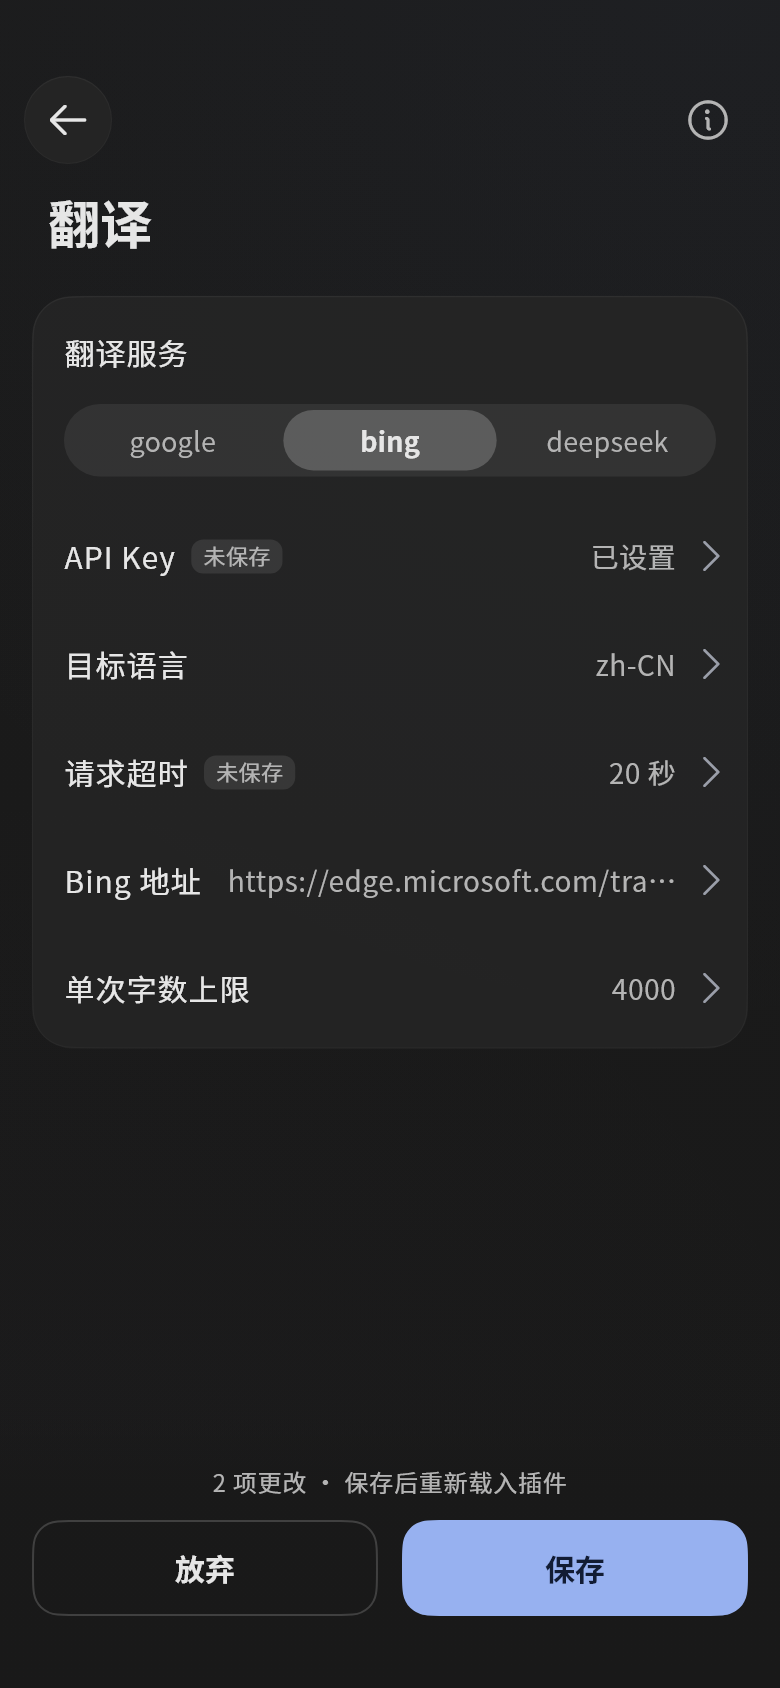 翻译
翻译服务
google bing deepseek
API Key 未保存 已设置
目标语言 zh-CN
请求超时 未保存 20 秒
Bing 地址 https://edge.microsoft.com/tra…
单次字数上限 4000
2 项更改 · 保存后重新载入插件
放弃 保存